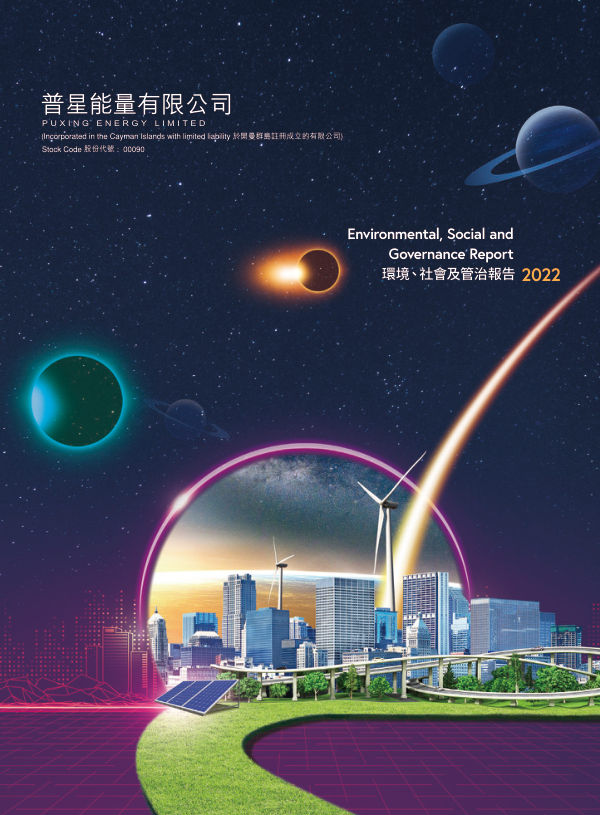 普星能量有限公司
PUXING ENERGY LIMITED
(Incorporated in the Cayman Islands with limited liability 於開曼群島註冊成立的有限公司)
Stock Code 股份代號：00090
Environmental, Social and
Governance Report
環境、社會及管治報告 2022